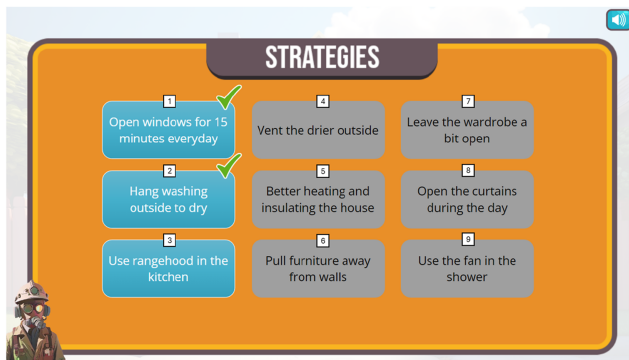 STRATEGIES
1
Open windows for 15
minutes everyday
2
Hang washing
outside to dry
3
Use rangehood in the
kitchen
4
Vent the drier outside
5
Better heating and
insulating the house
6
Pull furniture away
from walls
7
Leave the wardrobe a
bit open
8
Open the curtains
during the day
9
Use the fan in the
shower